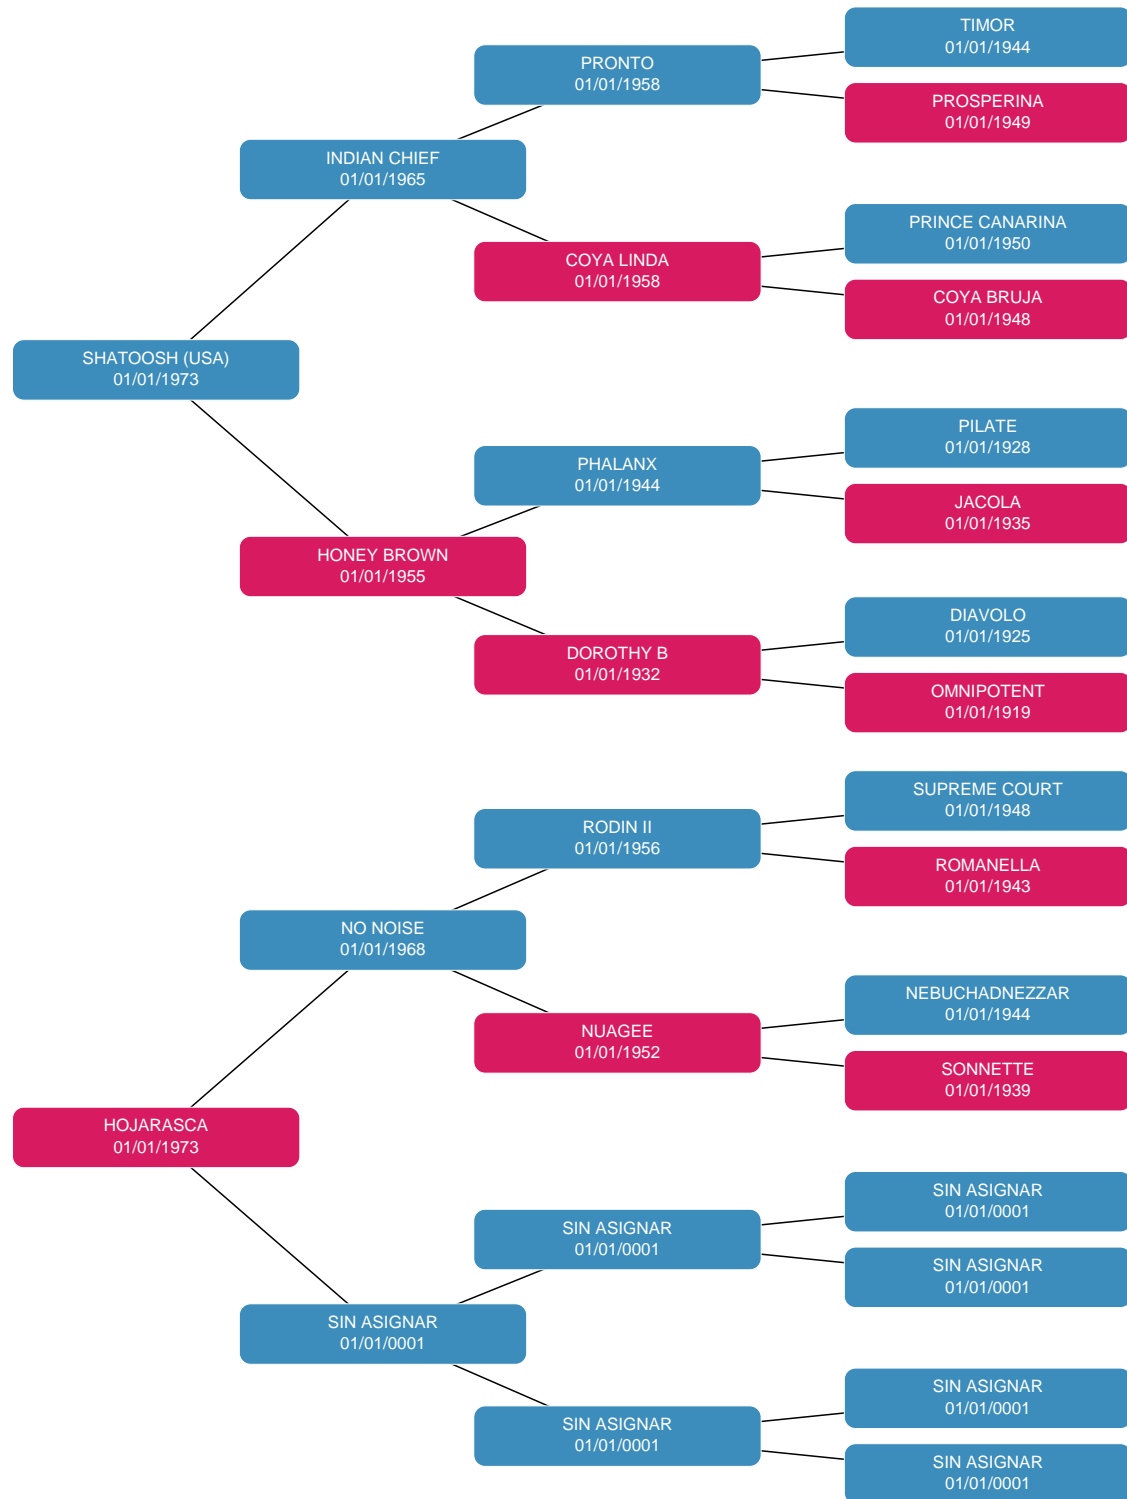 TIMOR
01/01/1944
PRONTO
01/01/1958
PROSPERINA
01/01/1949
INDIAN CHIEF
01/01/1965
PRINCE CANARINA
01/01/1950
COYA LINDA
01/01/1958
COYA BRUJA
01/01/1948
SHATOOSH (USA)
01/01/1973
PILATE
01/01/1928
PHALANX
01/01/1944
JACOLA
01/01/1935
HONEY BROWN
01/01/1955
DIAVOLO
01/01/1925
DOROTHY B
01/01/1932
OMNIPOTENT
01/01/1919
SUPREME COURT
01/01/1948
RODIN II
01/01/1956
ROMANELLA
01/01/1943
NO NOISE
01/01/1968
NEBUCHADNEZZAR
01/01/1944
NUAGEE
01/01/1952
SONNETTE
01/01/1939
HOJARASCA
01/01/1973
SIN ASIGNAR
01/01/0001
SIN ASIGNAR
01/01/0001
SIN ASIGNAR
01/01/0001
SIN ASIGNAR
01/01/0001
SIN ASIGNAR
01/01/0001
SIN ASIGNAR
01/01/0001
SIN ASIGNAR
01/01/0001